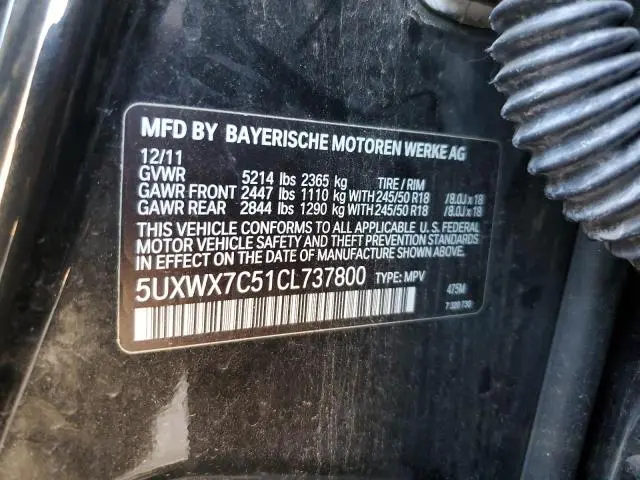 MFD BY BAYERISCHE MOTOREN WERKE AG
12/11
GVWR 5214 lbs 2365 kg TIRE / RIM
GAWR FRONT 2447 lbs 1110 kg WITH 245/50 R18 /8.0J x 18
GAWR REAR 2844 lbs 1290 kg WITH 245/50 R18 /8.0J x 18
THIS VEHICLE CONFORMS TO ALL APPLICABLE U. S. FEDERAL
MOTOR VEHICLE SAFETY AND THEFT PREVENTION STANDARDS
IN EFFECT ON THE DATE OF MANUFACTURE SHOWN ABOVE.
5UXWX7C51CL737800 TYPE: MPV 475M
7 320 730